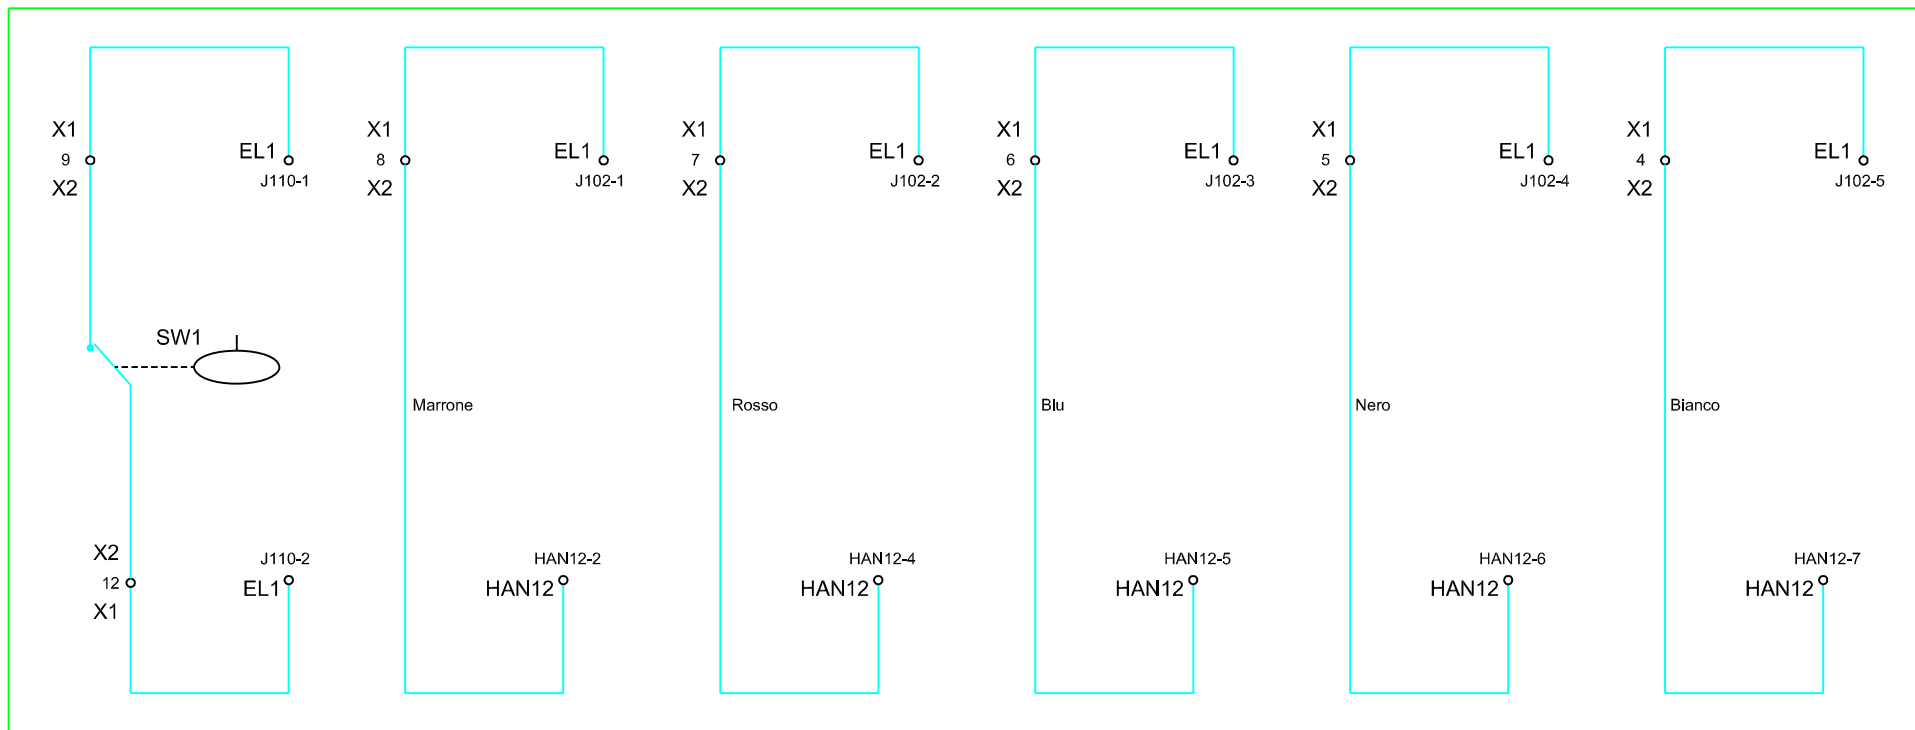 X1
9
X2
EL1
J110-1
SW1
X2
12
X1
J110-2
EL1
X1
8
X2
EL1
J102-1
Marrone
HAN12-2
HAN12
X1
7
X2
EL1
J102-2
Rosso
HAN12-4
HAN12
X1
6
X2
EL1
J102-3
Blu
HAN12-5
HAN12
X1
5
X2
EL1
J102-4
Nero
HAN12-6
HAN12
X1
4
X2
EL1
J102-5
Bianco
HAN12-7
HAN12